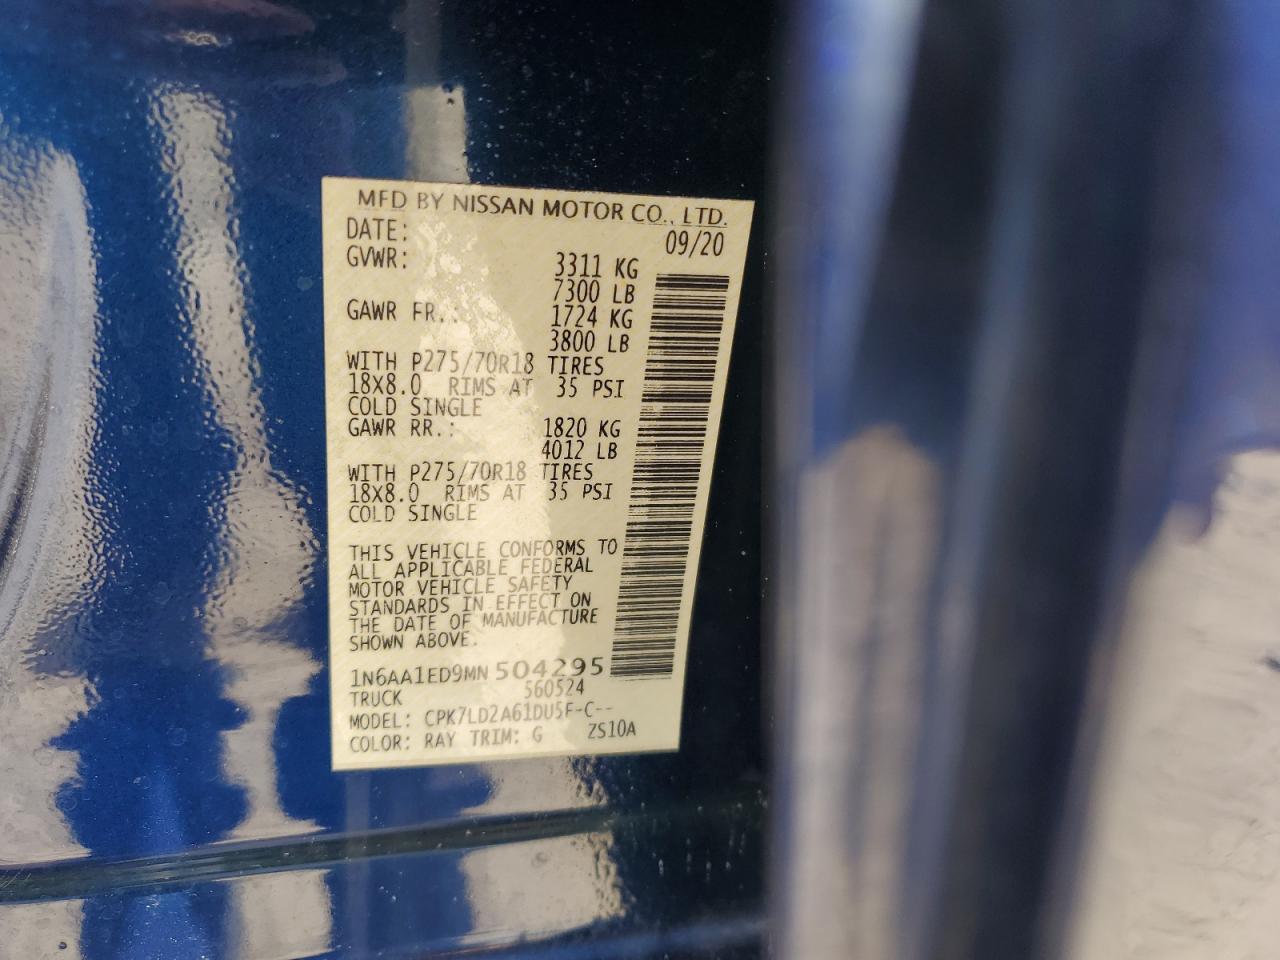 MFD BY NISSAN MOTOR CO., LTD.
DATE: 09/20
GVWR: 3311 KG
7300 LB
GAWR FR.: 1724 KG
3800 LB
WITH P275/70R18 TIRES
18X8.0 RIMS AT 35 PSI
COLD SINGLE
GAWR RR.: 1820 KG
4012 LB
WITH P275/70R18 TIRES
18X8.0 RIMS AT 35 PSI
COLD SINGLE
THIS VEHICLE CONFORMS TO
ALL APPLICABLE FEDERAL
MOTOR VEHICLE SAFETY
STANDARDS IN EFFECT ON
THE DATE OF MANUFACTURE
SHOWN ABOVE.
1N6AA1ED9MN 504295
TRUCK 560524
MODEL: CPK7LD2A61DU5F-C--
COLOR: RAY TRIM: G ZS10A